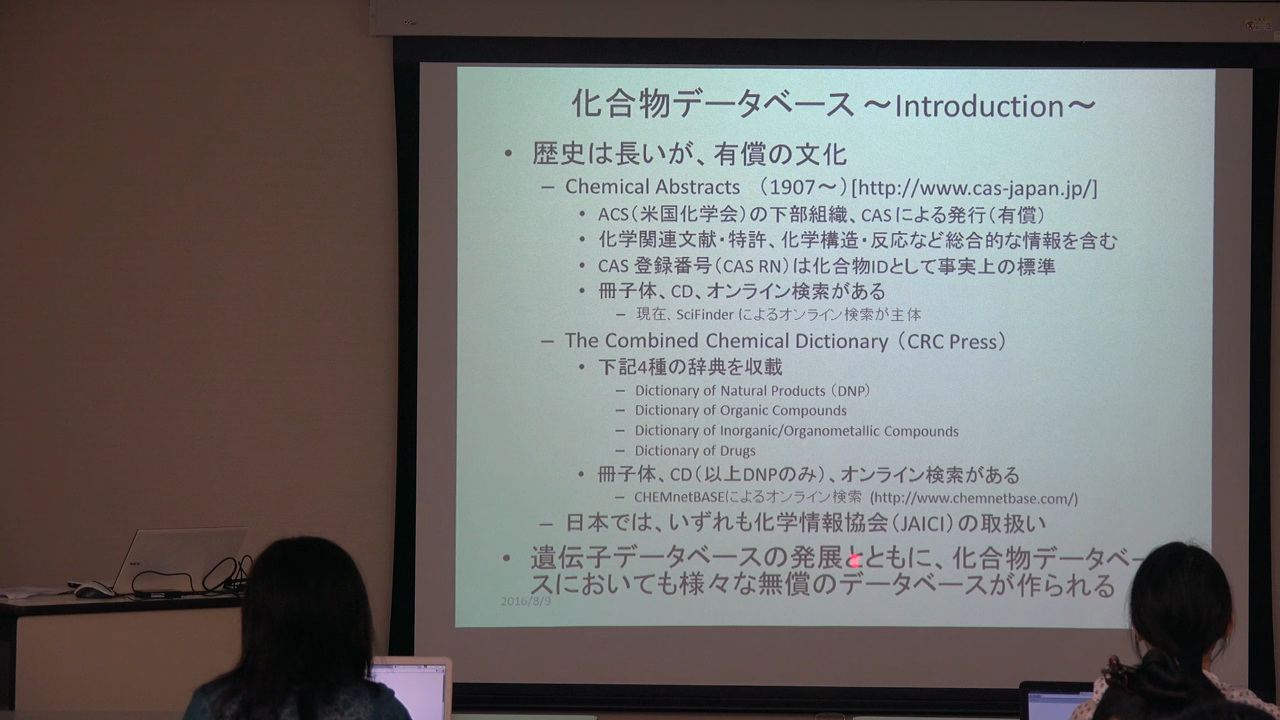 化合物データベース ～Introduction～
• 歴史は長いが、有償の文化
– Chemical Abstracts （1907～）[http://www.cas-japan.jp/]
• ACS（米国化学会）の下部組織、CASによる発行（有償）
• 化学関連文献・特許、化学構造・反応など総合的な情報を含む
• CAS 登録番号（CAS RN）は化合物IDとして事実上の標準
• 冊子体、CD、オンライン検索がある
– 現在、SciFinder によるオンライン検索が主体
– The Combined Chemical Dictionary （CRC Press）
• 下記4種の辞典を収載
– Dictionary of Natural Products （DNP）
– Dictionary of Organic Compounds
– Dictionary of Inorganic/Organometallic Compounds
– Dictionary of Drugs
• 冊子体、CD（以上DNPのみ）、オンライン検索がある
– CHEMnetBASEによるオンライン検索 (http://www.chemnetbase.com/)
– 日本では、いずれも化学情報協会（JAICI）の取扱い
• 遺伝子データベースの発展とともに、化合物データベー
スにおいても様々な無償のデータベースが作られる
2016/8/9